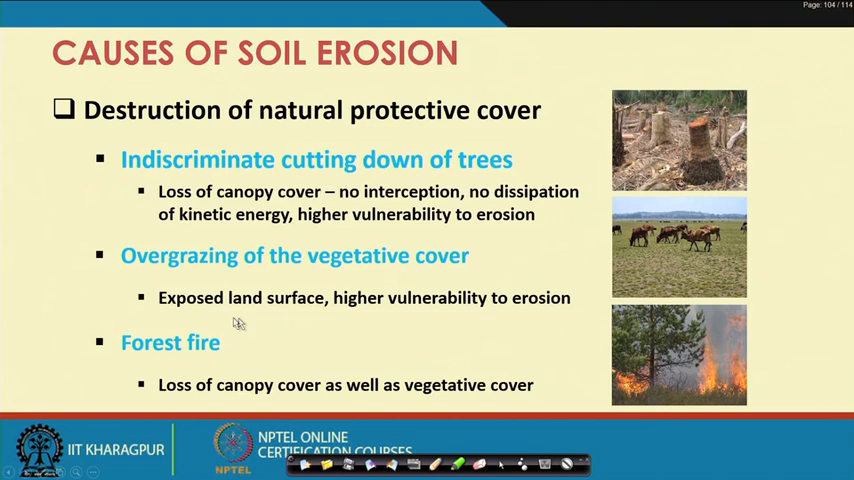 Page: 104 / 114
CAUSES OF SOIL EROSION
Destruction of natural protective cover
Indiscriminate cutting down of trees
Loss of canopy cover – no interception, no dissipation
of kinetic energy, higher vulnerability to erosion
Overgrazing of the vegetative cover
Exposed land surface, higher vulnerability to erosion
Forest fire
Loss of canopy cover as well as vegetative cover
IIT KHARAGPUR
NPTEL
NPTEL ONLINE
CERTIFICATION COURSES